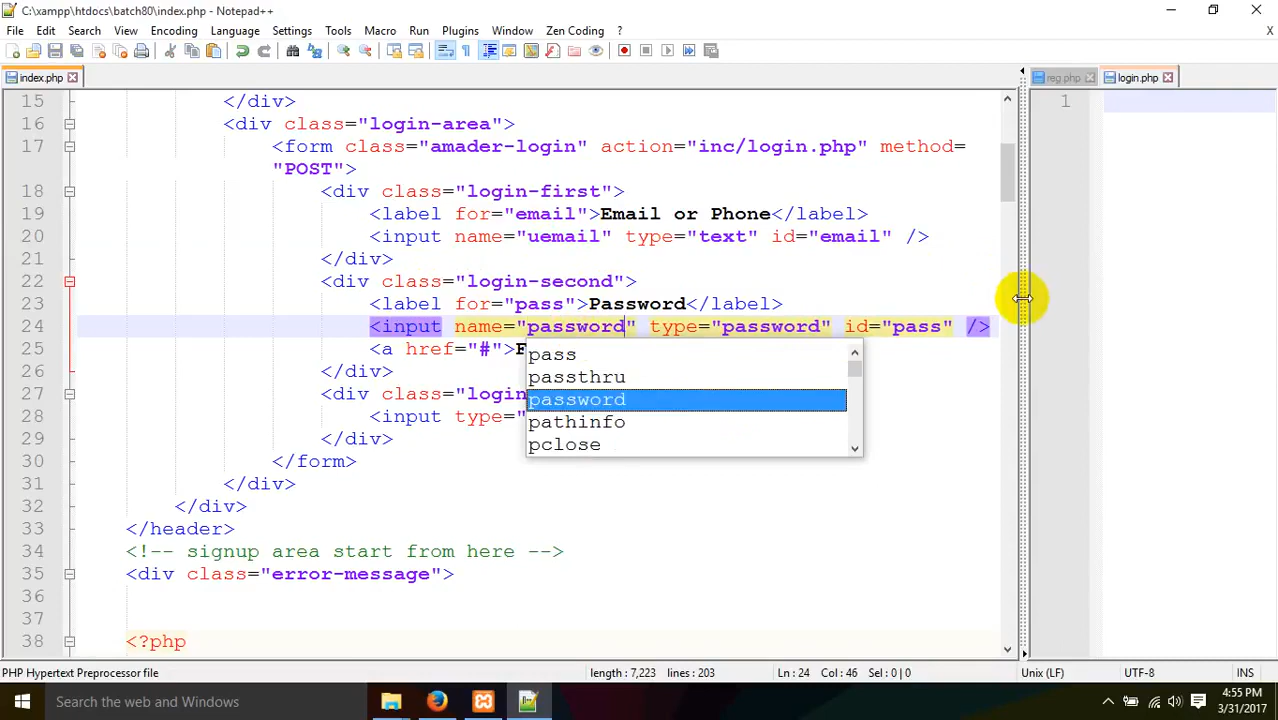 C:\xampp\htdocs\batch80\index.php - Notepad++
File Edit Search View Encoding Language Settings Tools Macro Run Plugins Window Zen Coding ?
X
index.php
reg.php login.php
15 </div>
16 <div class="login-area">
17 <form class="amader-login" action="inc/login.php" method=
"POST">
18 <div class="login-first">
19 <label for="email">Email or Phone</label>
20 <input name="uemail" type="text" id="email" />
21 </div>
22 <div class="login-second">
23 <label for="pass">Password</label>
24 <input name="password" type="password" id="pass" />
25 <a href="#">F
26 </div>
27 <div class="login
28 <input type="
29 </div>
30 </form>
31 </div>
32 </div>
33 </header>
34 <!-- signup area start from here -->
35 <div class="error-message">
36
37
38 <?php
pass
passthru
password
pathinfo
pclose
1
PHP Hypertext Preprocessor file length : 7,223 lines : 203 Ln : 24 Col : 46 Sel : 0 | 0 Unix (LF) UTF-8 INS
Search the web and Windows
4:55 PM
3/31/2017